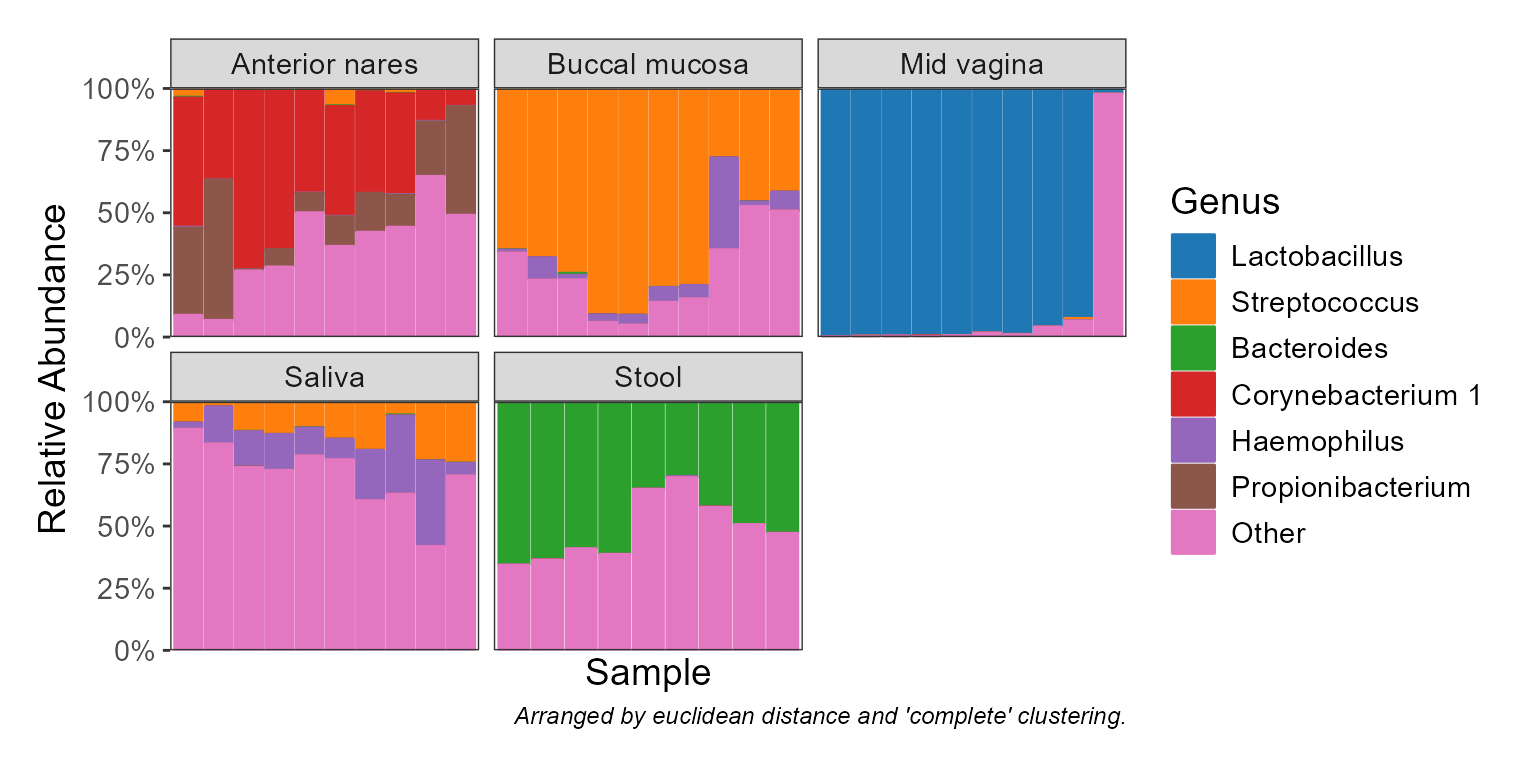 Anterior nares
Buccal mucosa
Mid vagina
100%
75%
50%
25%
0%
Saliva
Stool
100%
75%
50%
25%
0%
Relative Abundance
Sample
Arranged by euclidean distance and 'complete' clustering.
Genus
Lactobacillus
Streptococcus
Bacteroides
Corynebacterium 1
Haemophilus
Propionibacterium
Other